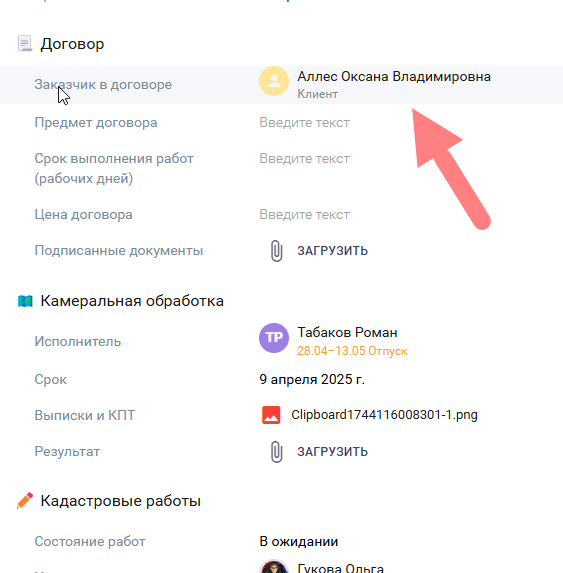 Договор
Заказчик в договоре
Аллес Оксана Владимировна
Клиент
Предмет договора
Введите текст
Срок выполнения работ
(рабочих дней)
Введите текст
Цена договора
Введите текст
Подписанные документы
ЗАГРУЗИТЬ
Камеральная обработка
Исполнитель
ТР
Табаков Роман
28.04–13.05 Отпуск
Срок
9 апреля 2025 г.
Выписки и КПТ
Clipboard1744116008301-1.png
Результат
ЗАГРУЗИТЬ
Кадастровые работы
Состояние работ
В ожидании
Гукова Ольга